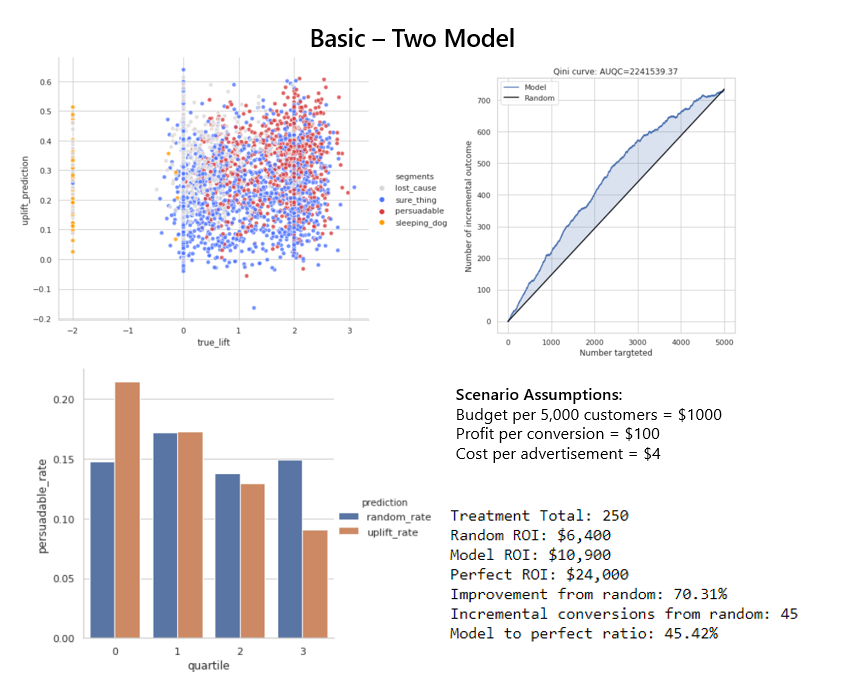 Basic – Two Model
0.6
0.5
0.4
0.3
0.2
0.1
0.0
−0.1
−0.2
uplift_prediction
−2
−1
0
1
2
3
true_lift
segments
lost_cause
sure_thing
persuadable
sleeping_dog
Qini curve: AUQC=2241539.37
Model
Random
700
600
500
400
300
200
100
0
Number of incremental outcome
0
1000
2000
3000
4000
5000
Number targteted
0.20
0.15
0.10
0.05
0.00
persuadable_rate
0
1
2
3
quartile
prediction
random_rate
uplift_rate
Scenario Assumptions:
Budget per 5,000 customers = $1000
Profit per conversion = $100
Cost per advertisement = $4
Treatment Total: 250
Random ROI: $6,400
Model ROI: $10,900
Perfect ROI: $24,000
Improvement from random: 70.31%
Incremental conversions from random: 45
Model to perfect ratio: 45.42%